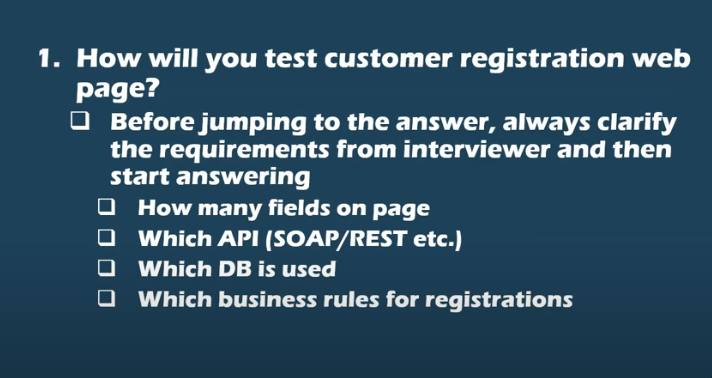 1. How will you test customer registration web
page?
❑ Before jumping to the answer, always clarify
the requirements from interviewer and then
start answering
❑ How many fields on page
❑ Which API (SOAP/REST etc.)
❑ Which DB is used
❑ Which business rules for registrations